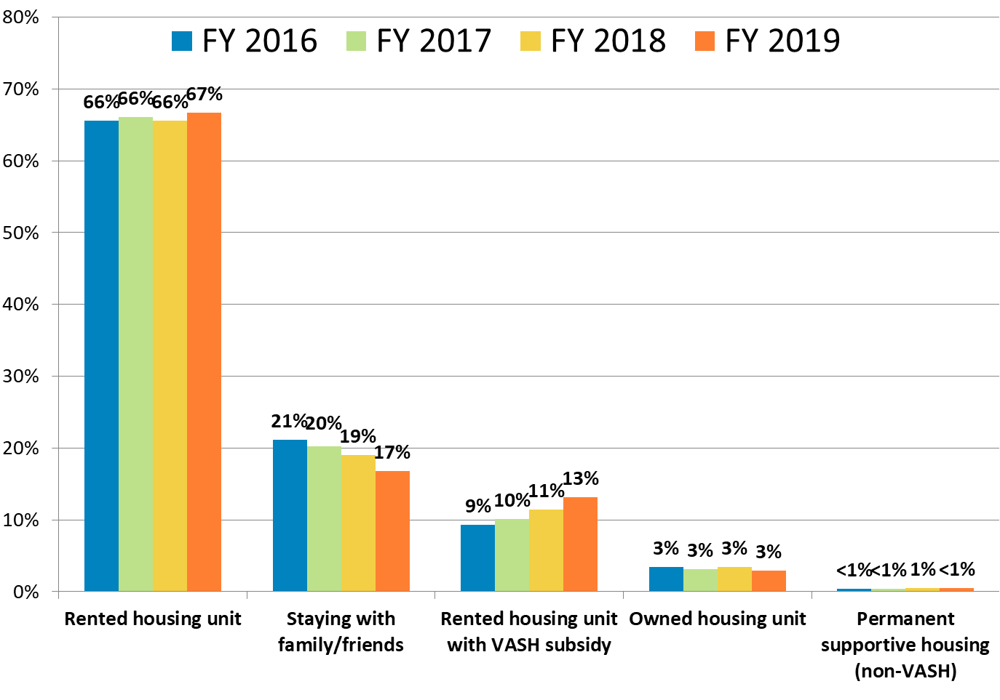 80%
FY 2016 FY 2017 FY 2018 FY 2019
70%
66% 66% 66% 67%
60%
50%
40%
30%
21% 20% 19% 17%
20%
9% 10% 11% 13%
10%
3% 3% 3% 3%
<1% <1% 1% <1%
0%
Rented housing unit
Staying with
family/friends
Rented housing unit
with VASH subsidy
Owned housing unit
Permanent
supportive housing
(non-VASH)